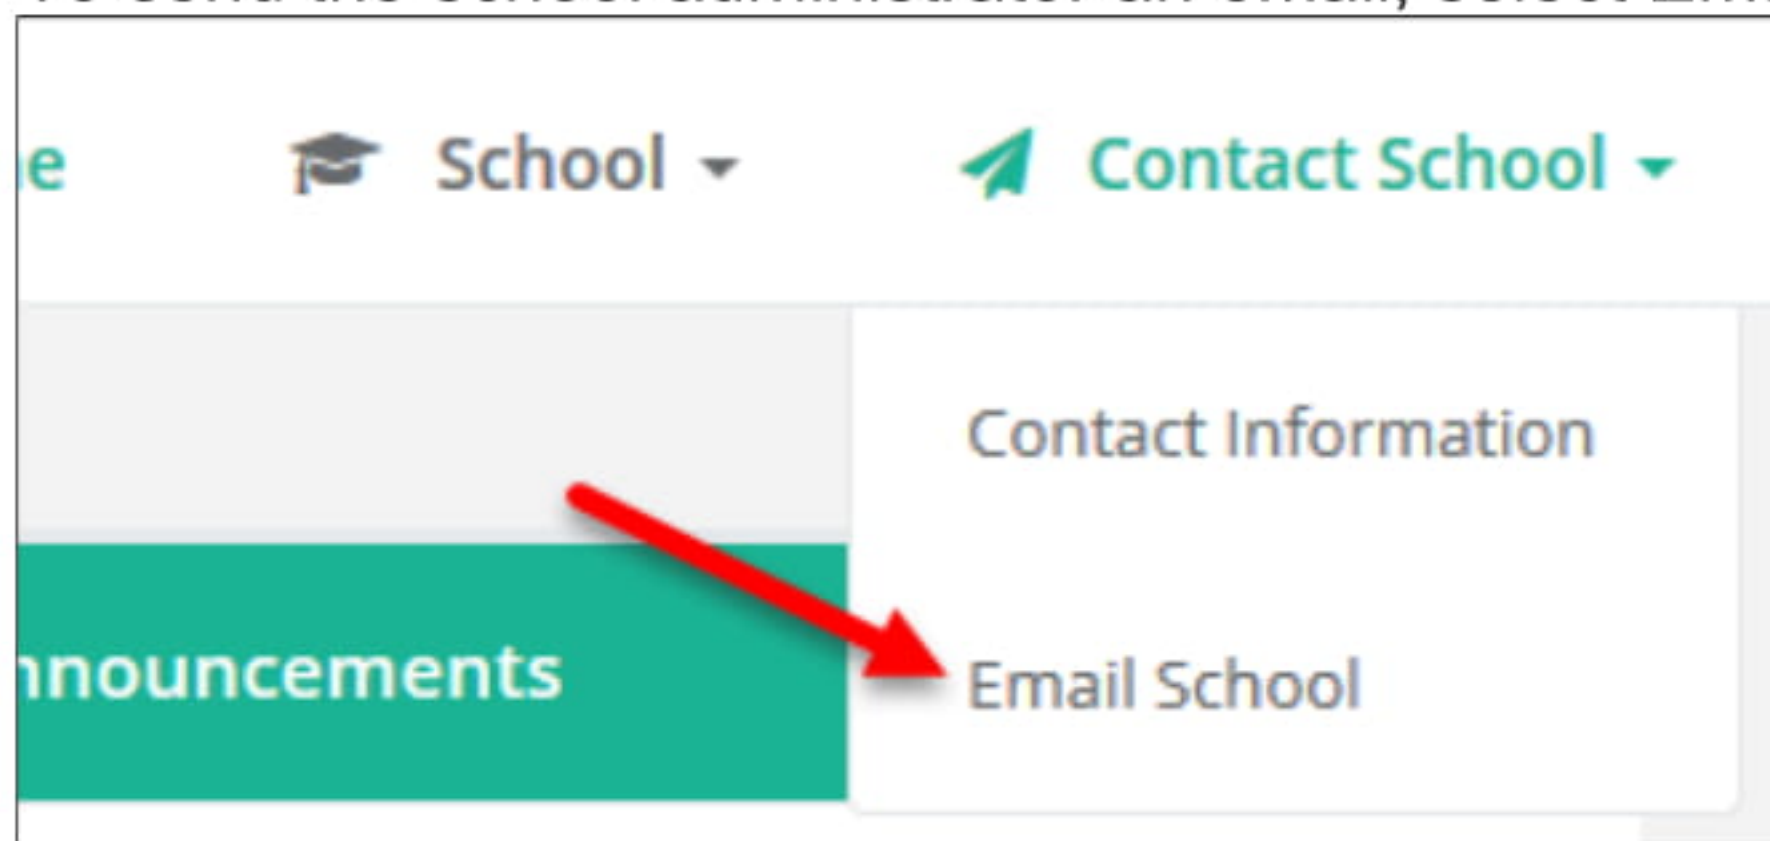 School
Contact School
Contact Information
nnouncements
Email School